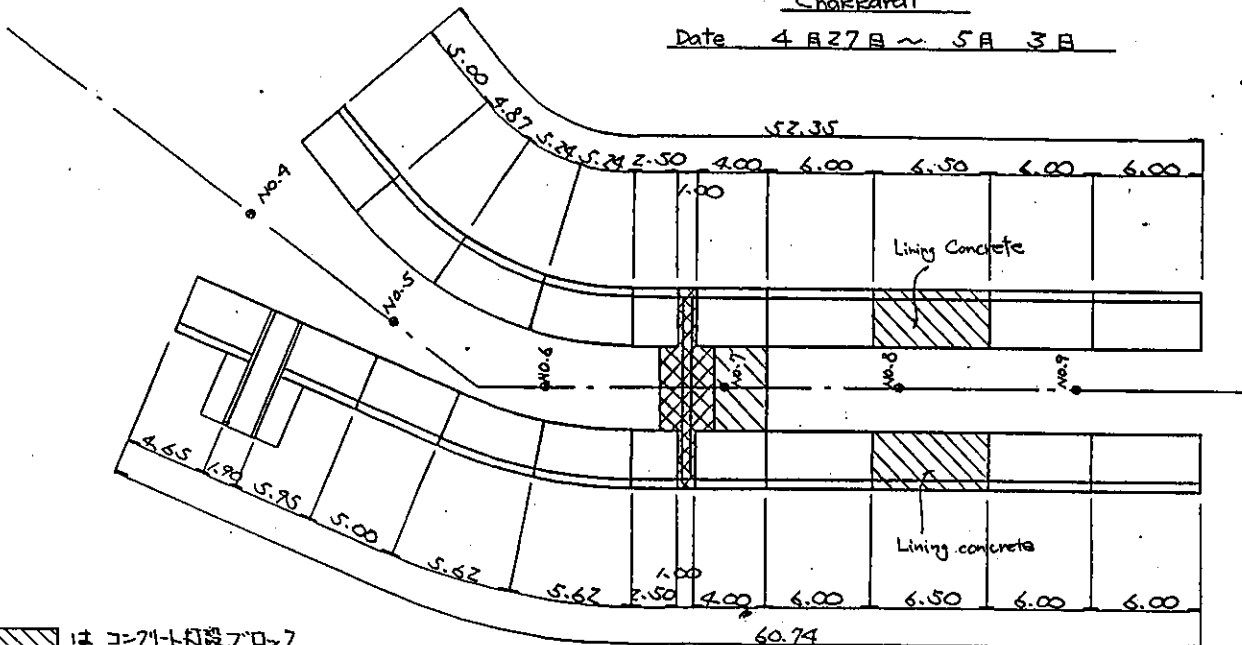 Chakkarat
Date 4月27日 ~ 5月 3日
52.35
5.00 4.87 5.24 5.24 2.50 4.00 6.00 6.50 6.00 6.00
1.00
NO.4
Lining Concrete
NO.5
NO.6
NO.7
NO.8
NO.9
Lining concrete
4.65 1.90 5.95 5.00 5.62 5.62 2.50 4.00 6.00 6.50 6.00 6.00
1.00
60.74
は コンクリート打設ブロック